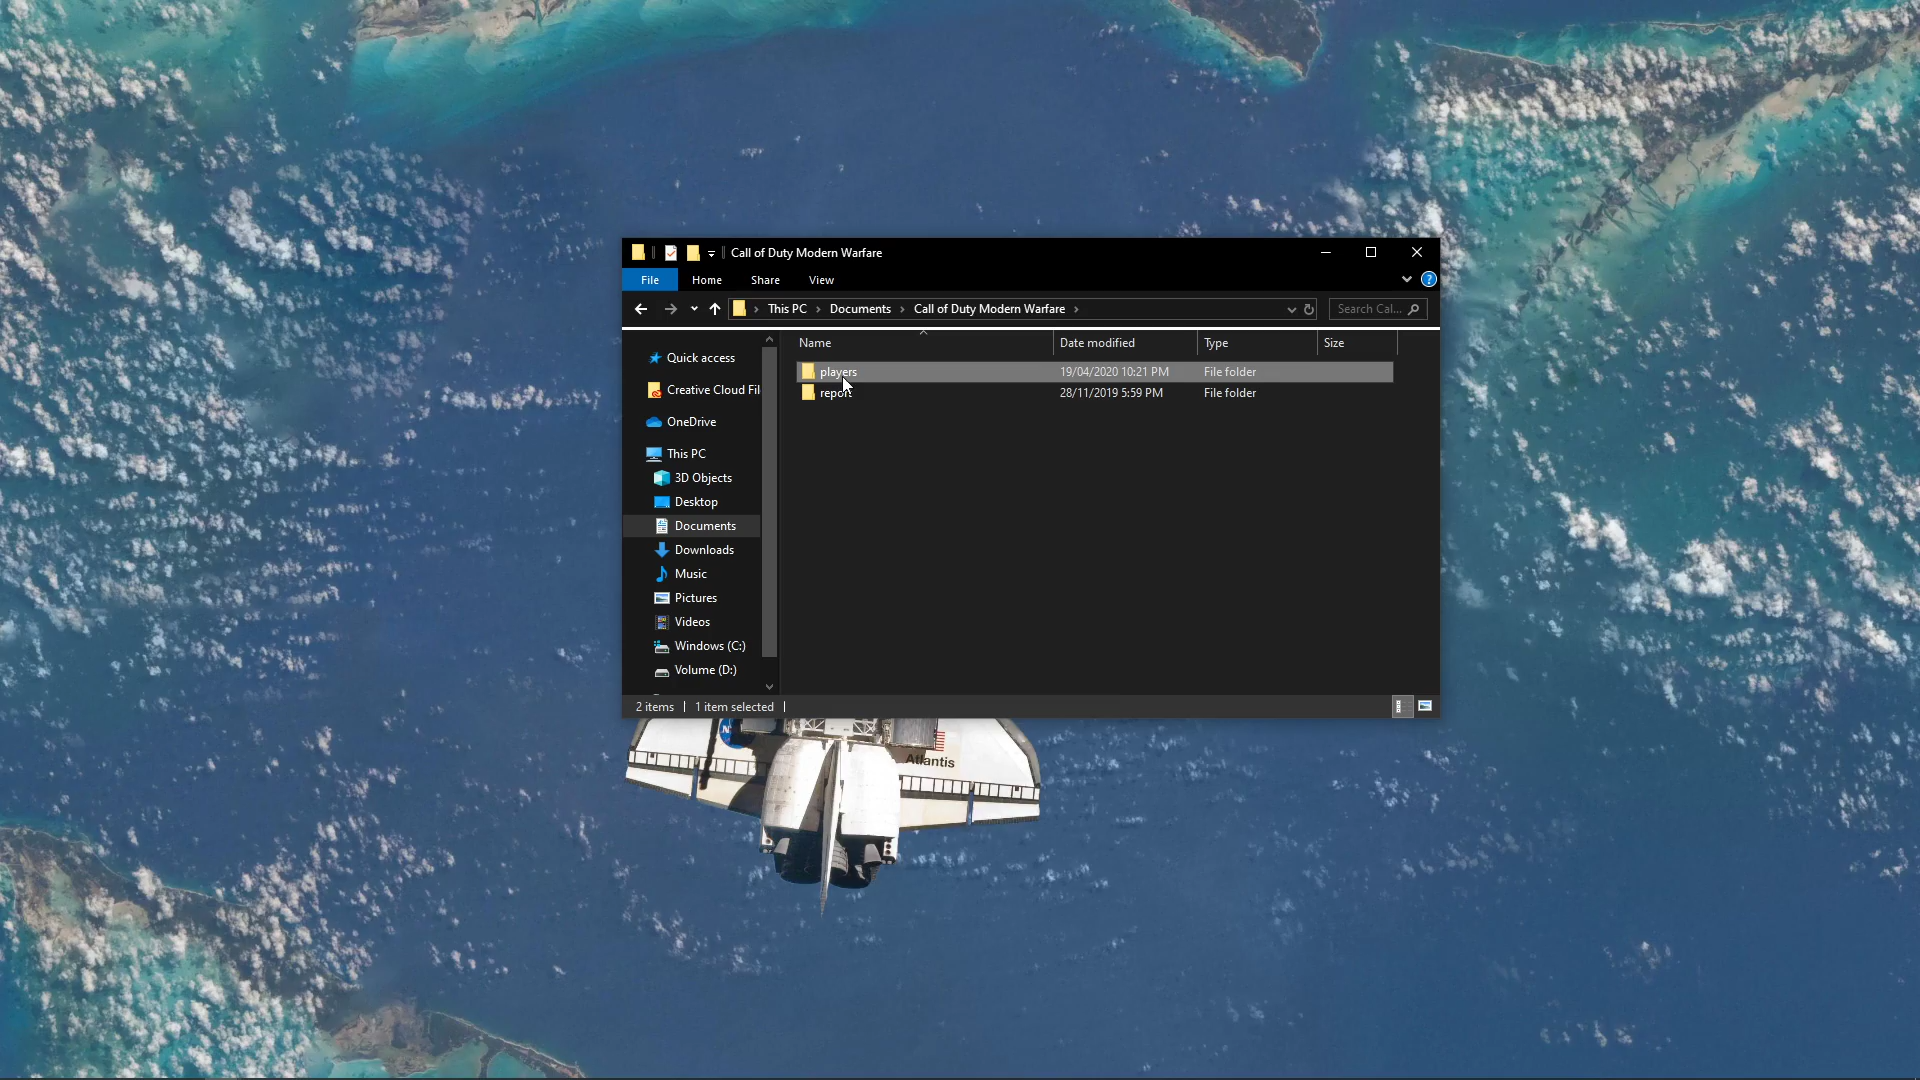 Call of Duty Modern Warfare
File Home Share View
This PC Documents Call of Duty Modern Warfare Search Cal...
Name Date modified Type Size
players 19/04/2020 10:21 PM File folder
report 28/11/2019 5:59 PM File folder
Quick access
Creative Cloud Fil
OneDrive
This PC
3D Objects
Desktop
Documents
Downloads
Music
Pictures
Videos
Windows (C:)
Volume (D:)
2 items 1 item selected
Atlantis